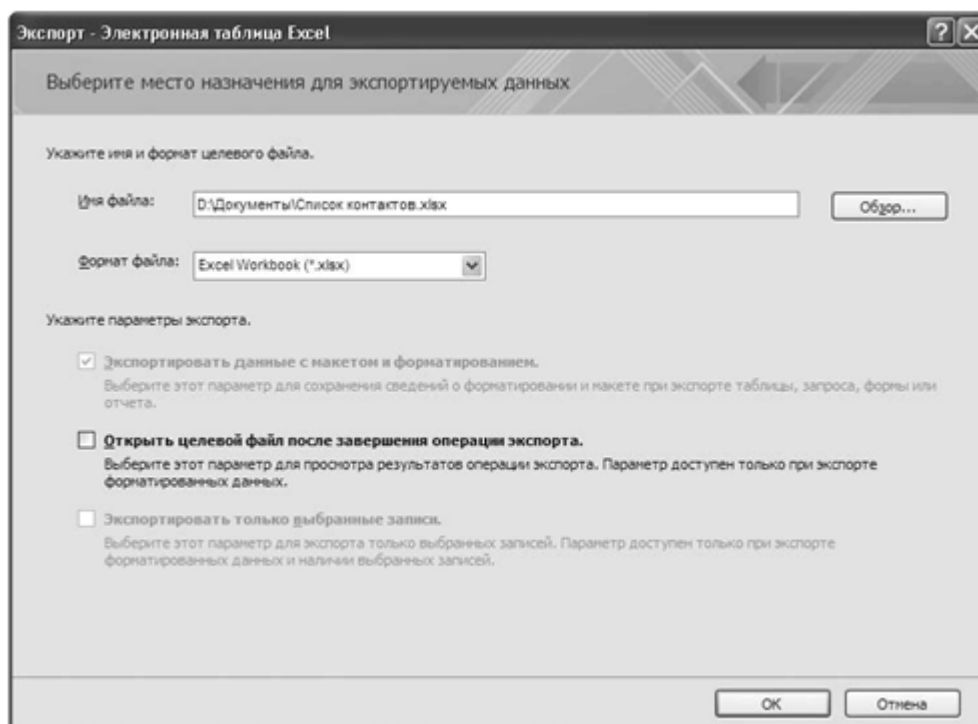 Экспорт - Электронная таблица Excel
Выберите место назначения для экспортируемых данных
Укажите имя и формат целевого файла.
Имя файла:
D:\Документы\Список контактов.xlsx
Обзор...
Формат файла:
Excel Workbook (*.xlsx)
Укажите параметры экспорта.
Экспортировать данные с макетом и форматированием.
Выберите этот параметр для сохранения сведений о форматировании и макете при экспорте таблицы, запроса, формы или
отчета.
Открыть целевой файл после завершения операции экспорта.
Выберите этот параметр для просмотра результатов операции экспорта. Параметр доступен только при экспорте
форматированных данных.
Экспортировать только выбранные записи.
Выберите этот параметр для экспорта только выбранных записей. Параметр доступен только при экспорте
форматированных данных и наличии выбранных записей.
ОК
Отмена